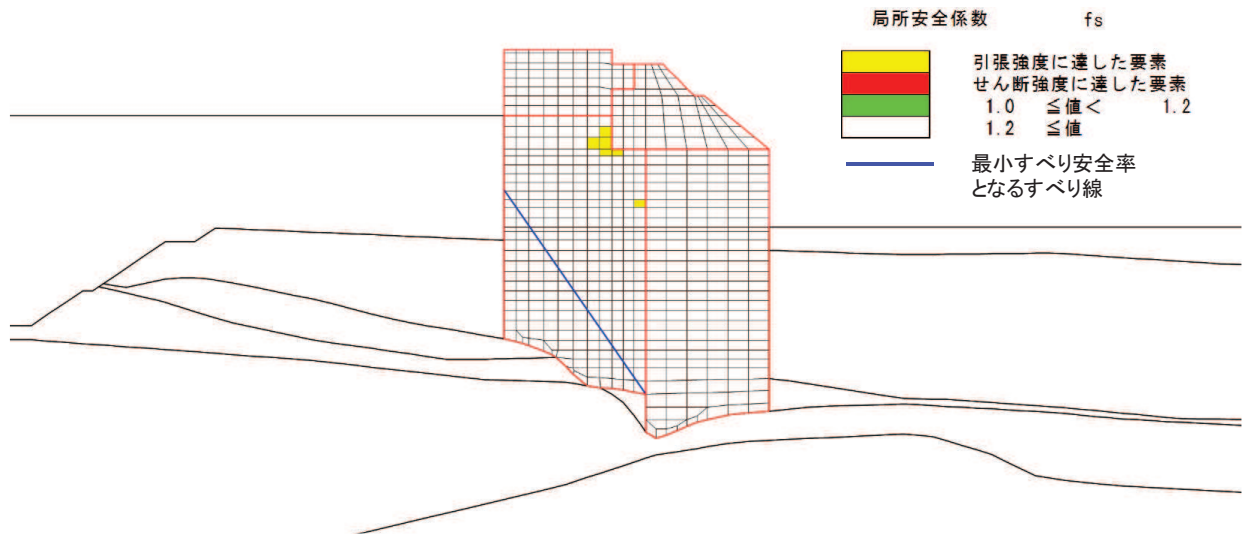 局所安全係数 fs
引張強度に達した要素
せん断強度に達した要素
1.0 ≦値< 1.2
1.2 ≦値
最小すべり安全率
となるすべり線